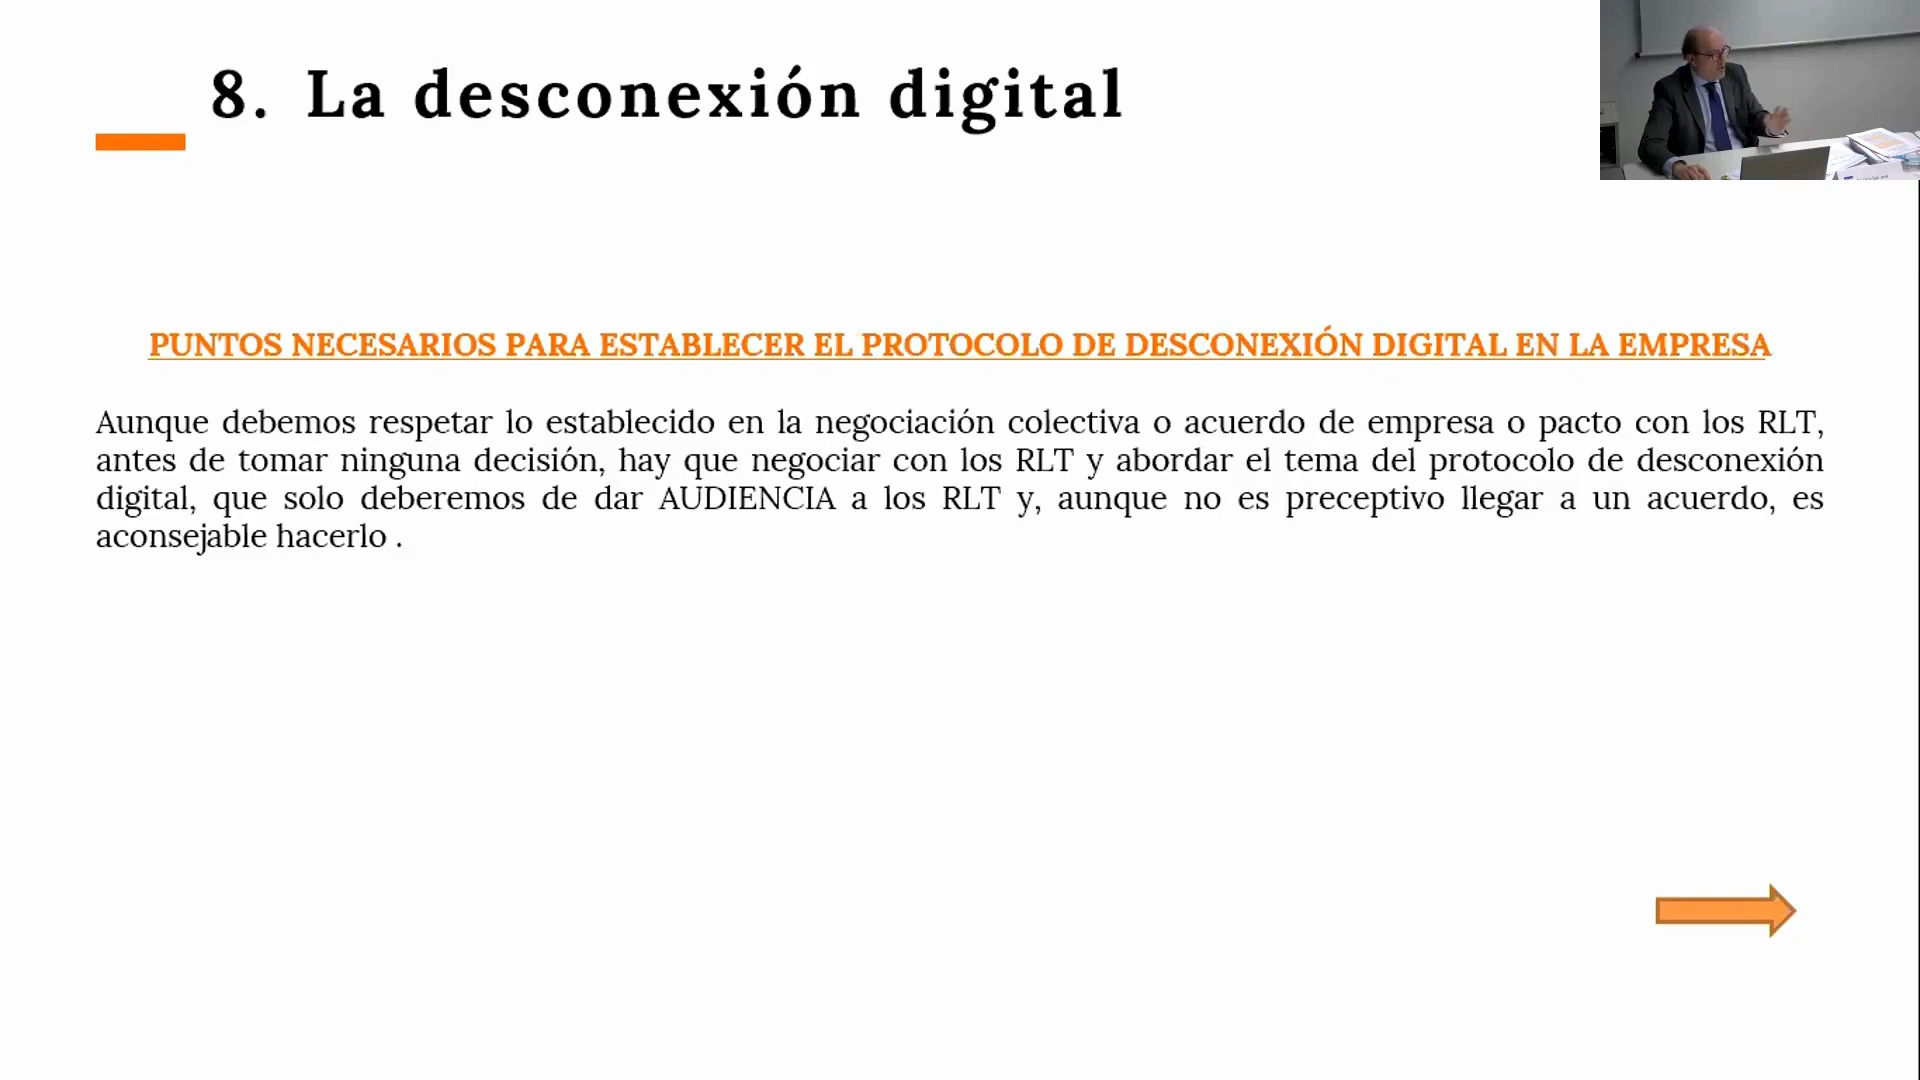 8. La desconexión digital
PUNTOS NECESARIOS PARA ESTABLECER EL PROTOCOLO DE DESCONEXIÓN DIGITAL EN LA EMPRESA
Aunque debemos respetar lo establecido en la negociación colectiva o acuerdo de empresa o pacto con los RLT,
antes de tomar ninguna decisión, hay que negociar con los RLT y abordar el tema del protocolo de desconexión
digital, que solo deberemos de dar AUDIENCIA a los RLT y, aunque no es preceptivo llegar a un acuerdo, es
aconsejable hacerlo .